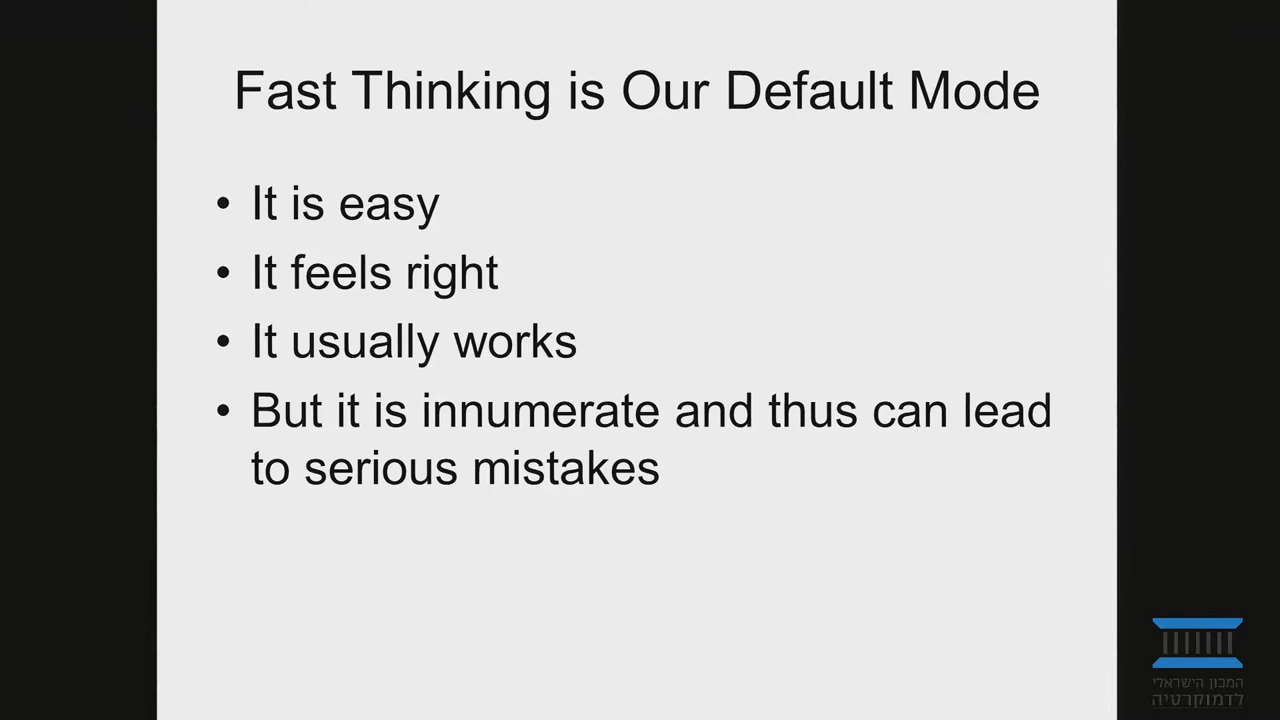 Fast Thinking is Our Default Mode
• It is easy
• It feels right
• It usually works
• But it is innumerate and thus can lead
to serious mistakes
המכון הישראלי
לדמוקרטיה